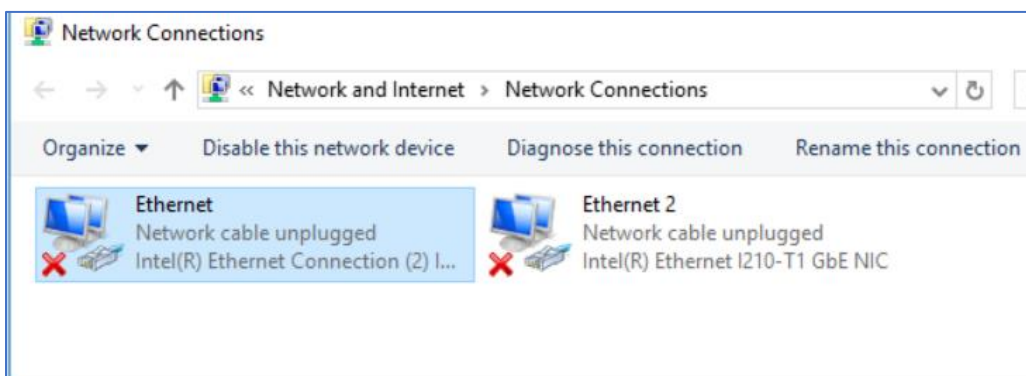 Network Connections
« Network and Internet > Network Connections
Organize Disable this network device Diagnose this connection Rename this connection
Ethernet
Network cable unplugged
Intel(R) Ethernet Connection (2) I...
Ethernet 2
Network cable unplugged
Intel(R) Ethernet I210-T1 GbE NIC